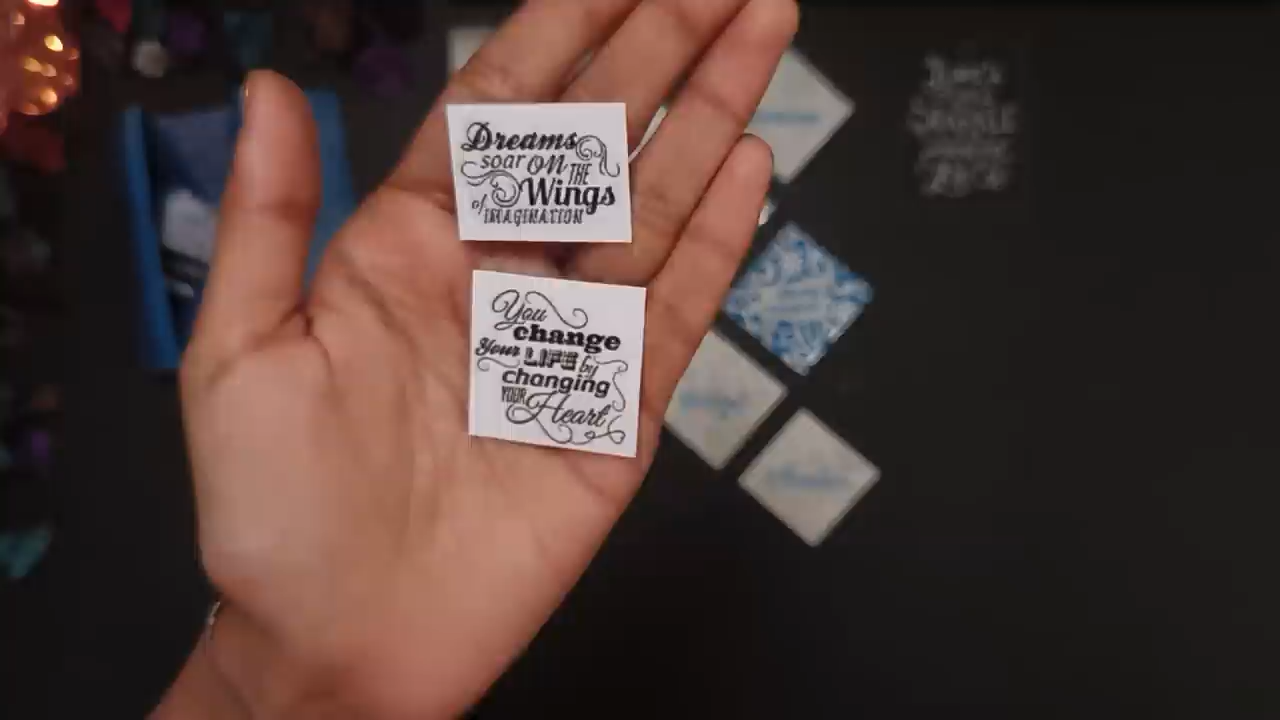 Dreams
soar on THE
Wings
of IMAGINATION
You
change
Your LIFE by
changing
YOUR Heart